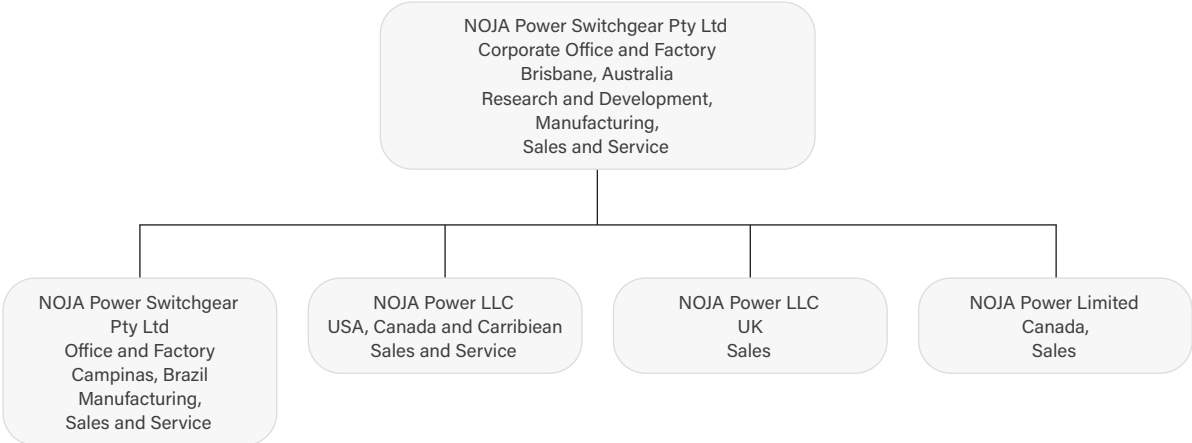 NOJA Power Switchgear Pty Ltd
Corporate Office and Factory
Brisbane, Australia
Research and Development,
Manufacturing,
Sales and Service
NOJA Power Switchgear
Pty Ltd
Office and Factory
Campinas, Brazil
Manufacturing,
Sales and Service
NOJA Power LLC
USA, Canada and Carribiean
Sales and Service
NOJA Power LLC
UK
Sales
NOJA Power Limited
Canada,
Sales